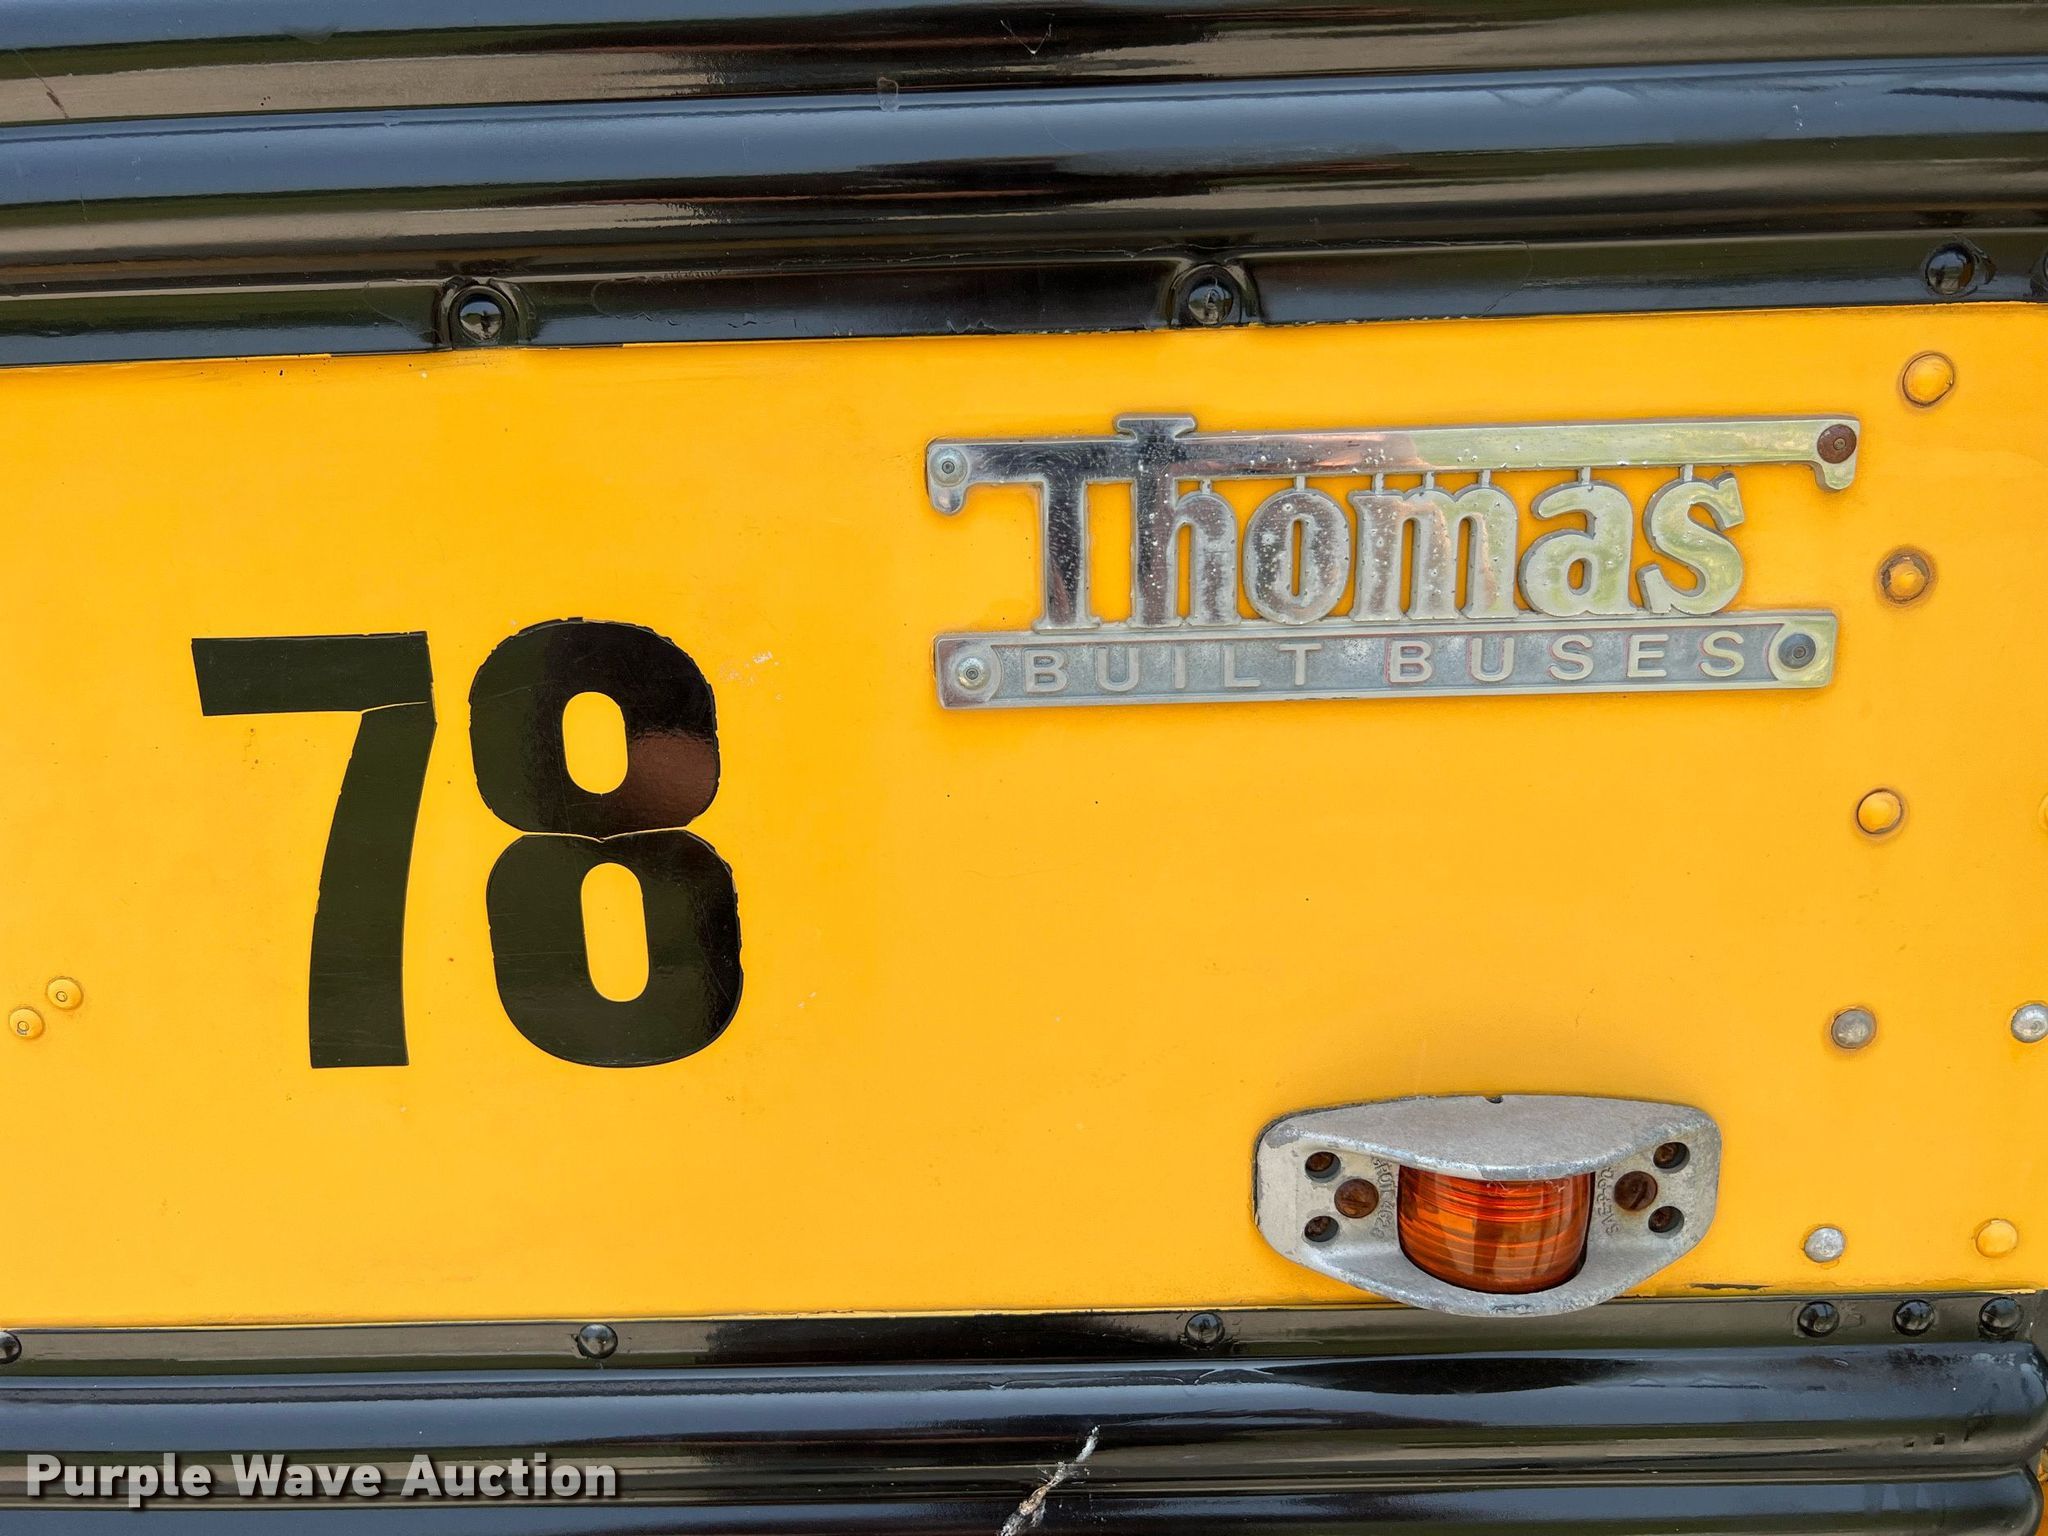 Thomas
BUILT BUSES
78
Purple Wave Auction